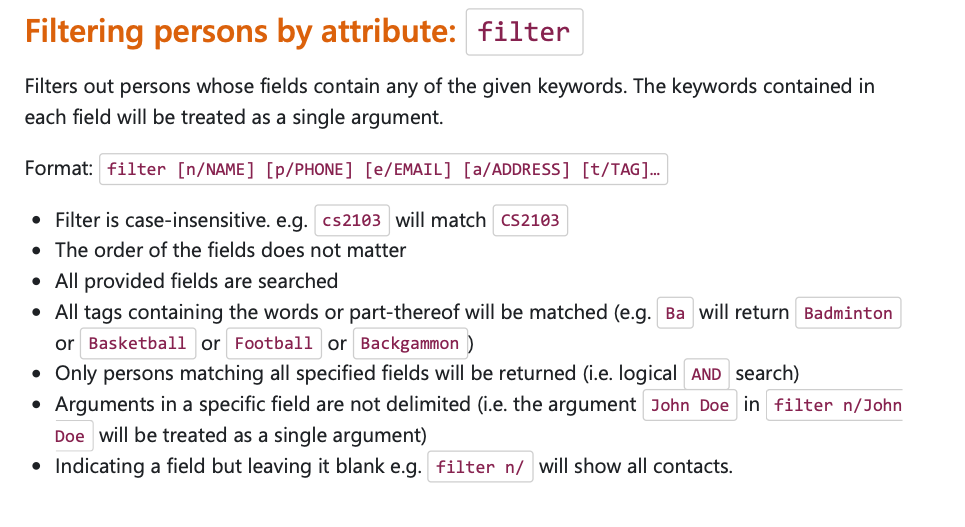 Filtering persons by attribute: filter
Filters out persons whose fields contain any of the given keywords. The keywords contained in
each field will be treated as a single argument.
Format: filter [n/NAME] [p/PHONE] [e/EMAIL] [a/ADDRESS] [t/TAG]…
• Filter is case-insensitive. e.g. cs2103 will match CS2103
• The order of the fields does not matter
• All provided fields are searched
• All tags containing the words or part-thereof will be matched (e.g. Ba will return Badminton
or Basketball or Football or Backgammon )
• Only persons matching all specified fields will be returned (i.e. logical AND search)
• Arguments in a specific field are not delimited (i.e. the argument John Doe in filter n/John
Doe will be treated as a single argument)
• Indicating a field but leaving it blank e.g. filter n/ will show all contacts.